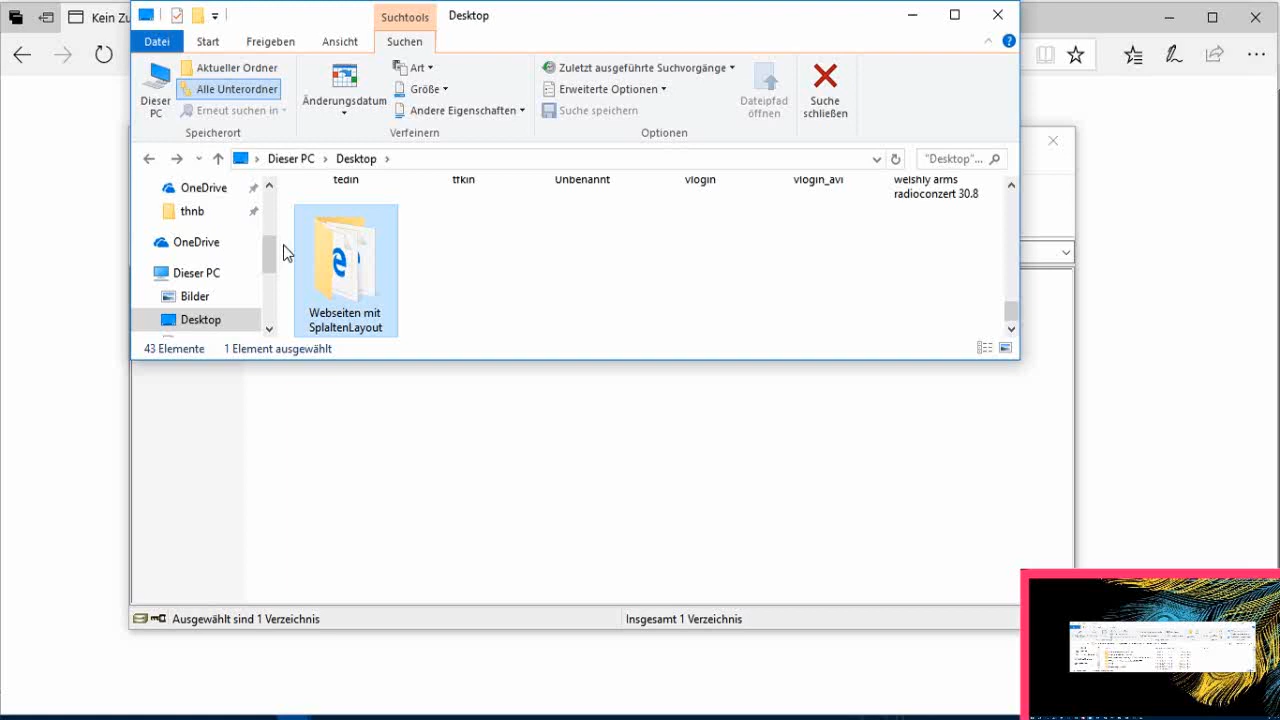 Kein Zu
Suchtools
Desktop
Datei
Start
Freigeben
Ansicht
Suchen
Dieser PC
Aktueller Ordner
Alle Unterordner
Erneut suchen in
Speicherort
Änderungsdatum
Art
Größe
Andere Eigenschaften
Verfeinern
Zuletzt ausgeführte Suchvorgänge
Erweiterte Optionen
Suche speichern
Optionen
Dateipfad öffnen
Suche schließen
Dieser PC
Desktop
"Desktop"...
OneDrive
thnb
OneDrive
Dieser PC
Bilder
Desktop
Unbenannt
vlogin
vlogin_avi
welshly arms
radioconzert 30.8
Webseiten mit
SplaltenLayout
43 Elemente
1 Element ausgewählt
Ausgewählt sind 1 Verzeichnis
Insgesamt 1 Verzeichnis